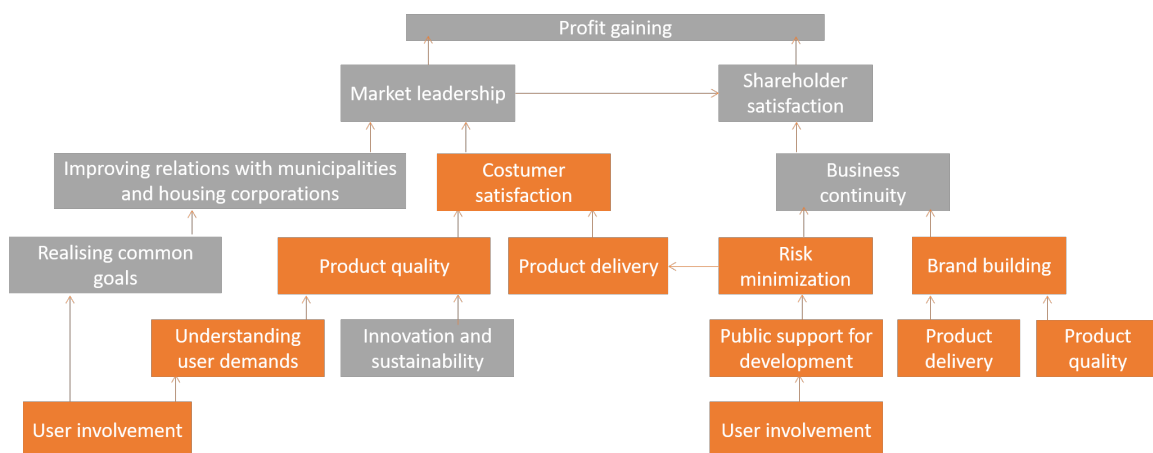 Profit gaining
Market leadership
Shareholder
satisfaction
Improving relations with municipalities
and housing corporations
Costumer
satisfaction
Business
continuity
Realising common
goals
Product quality
Product delivery
Risk
minimization
Brand building
Understanding
user demands
Innovation and
sustainability
Public support for
development
Product
delivery
Product
quality
User involvement
User involvement